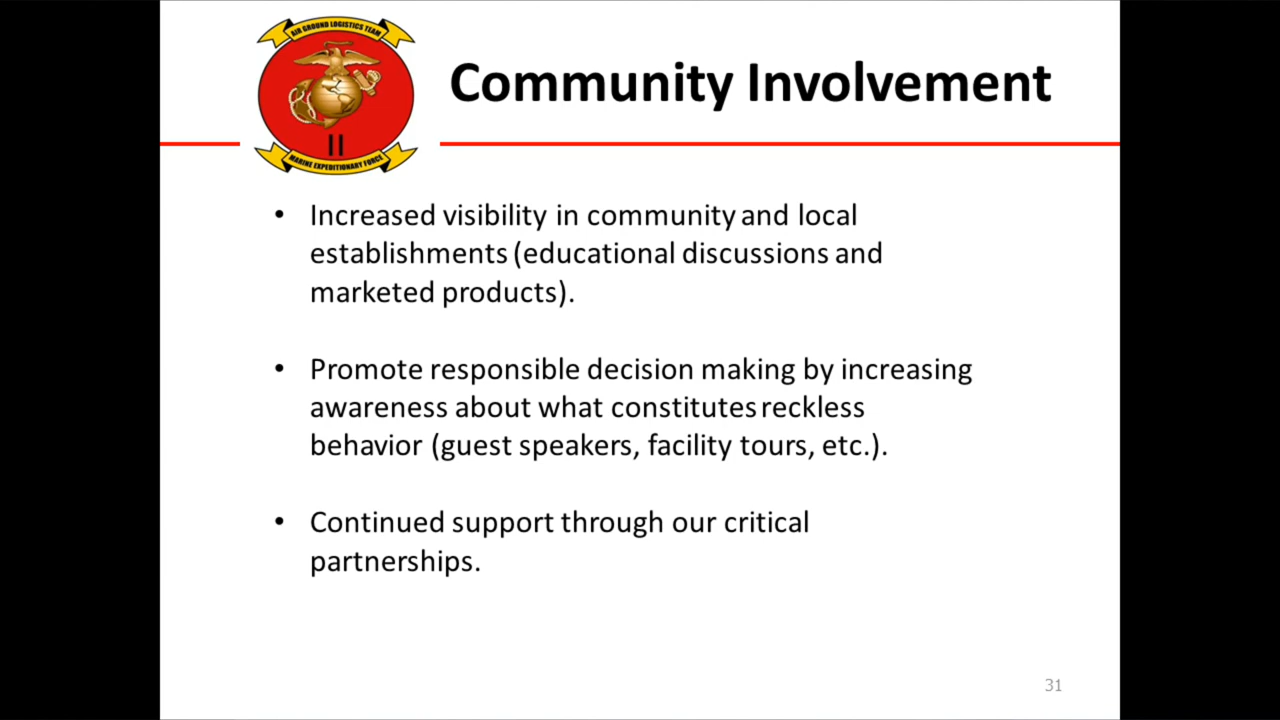 AIR GROUND LOGISTICS TEAM
II
MARINE EXPEDITIONARY FORCE
Community Involvement
• Increased visibility in community and local
establishments (educational discussions and
marketed products).
• Promote responsible decision making by increasing
awareness about what constitutes reckless
behavior (guest speakers, facility tours, etc.).
• Continued support through our critical
partnerships.
31